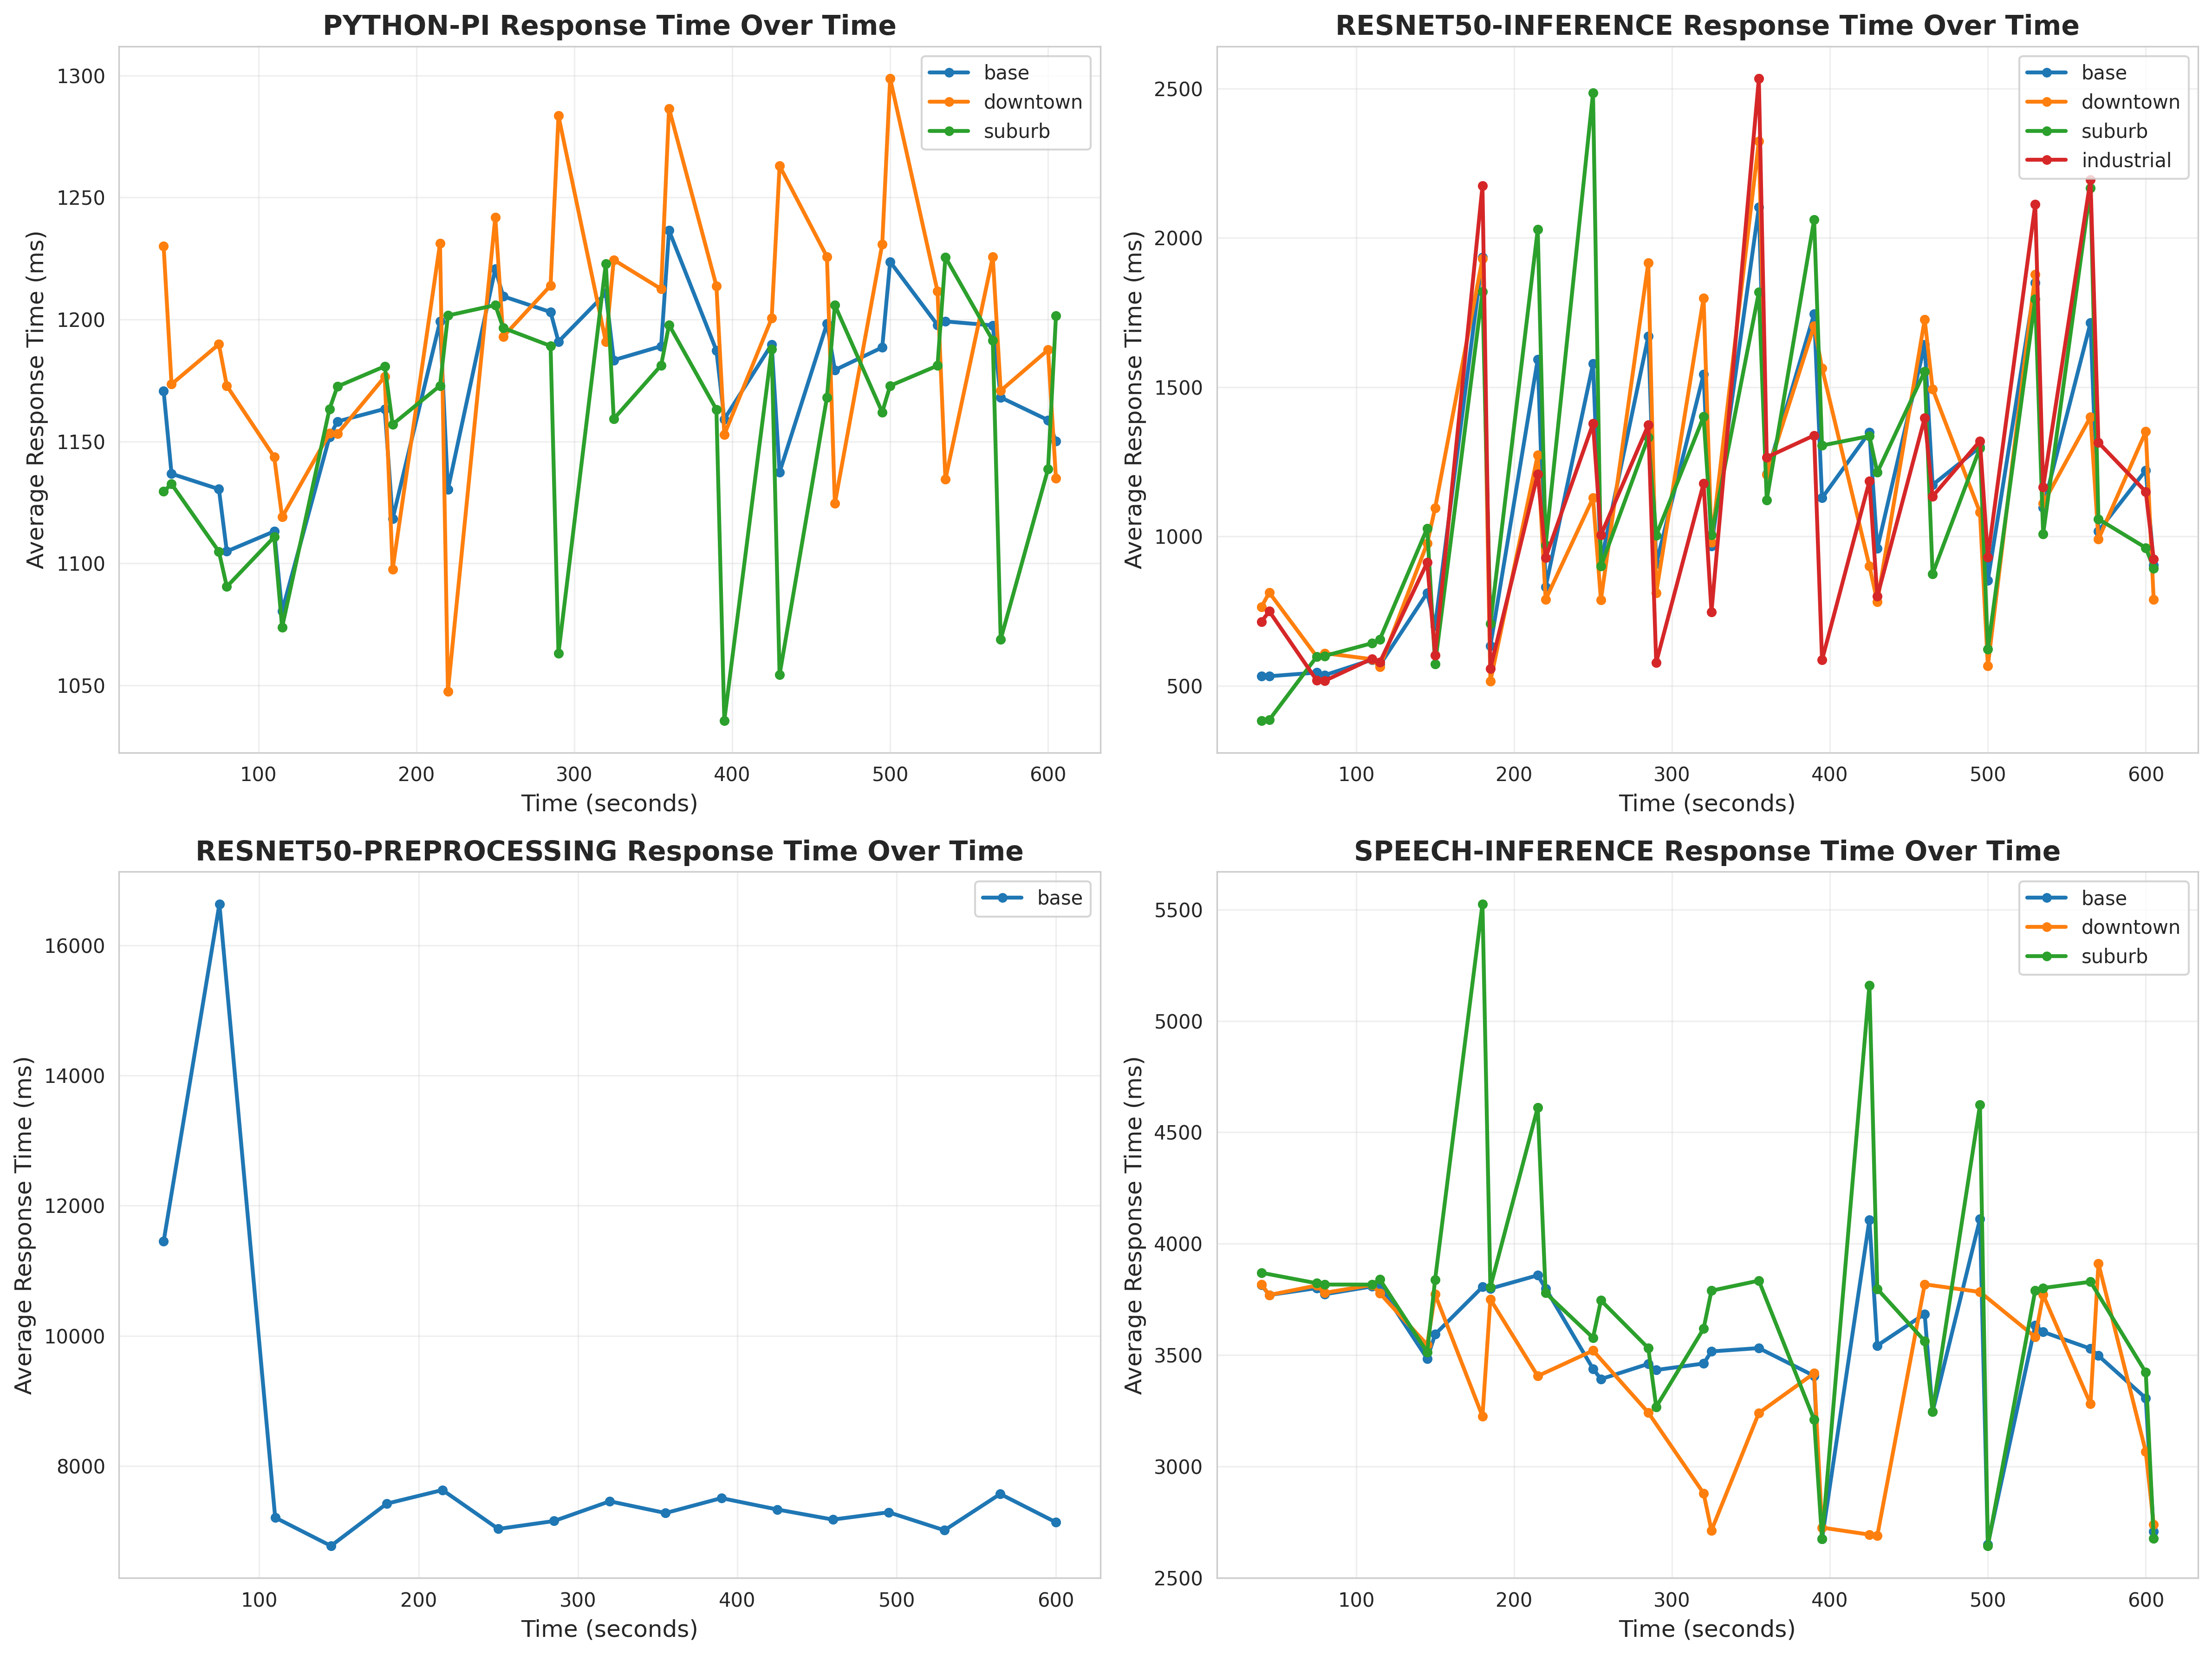 PYTHON-PI Response Time Over Time
Average Response Time (ms)
1300
1250
1200
1150
1100
1050
100
200
300
400
500
600
Time (seconds)
base
downtown
suburb
RESNET50-INFERENCE Response Time Over Time
Average Response Time (ms)
2500
2000
1500
1000
500
100
200
300
400
500
600
Time (seconds)
base
downtown
suburb
industrial
RESNET50-PREPROCESSING Response Time Over Time
Average Response Time (ms)
16000
14000
12000
10000
8000
100
200
300
400
500
600
Time (seconds)
base
SPEECH-INFERENCE Response Time Over Time
Average Response Time (ms)
5500
5000
4500
4000
3500
3000
2500
100
200
300
400
500
600
Time (seconds)
base
downtown
suburb